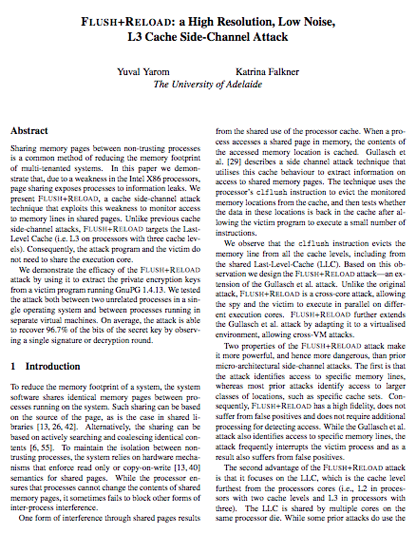 FLUSH+RELOAD: a High Resolution, Low Noise,
L3 Cache Side-Channel Attack
Yuval Yarom
Katrina Falkner
The University of Adelaide
Abstract
Sharing memory pages between non-trusting processes
is a common method of reducing the memory footprint
of multi-tenanted systems. In this paper we demon-
strate that, due to a weakness in the Intel X86 processors,
page sharing exposes processes to information leaks. We
present FLUSH+RELOAD, a cache side-channel attack
technique that exploits this weakness to monitor access
to memory lines in shared pages. Unlike previous cache
side-channel attacks, FLUSH+RELOAD targets the Last-
Level Cache (i.e. L3 on processors with three cache lev-
els). Consequently, the attack program and the victim do
not need to share the execution core.
We demonstrate the efficacy of the FLUSH+RELOAD
attack by using it to extract the private encryption keys
from a victim program running GnuPG 1.4.13. We tested
the attack both between two unrelated processes in a sin-
gle operating system and between processes running in
separate virtual machines. On average, the attack is able
to recover 96.7% of the bits of the secret key by observ-
ing a single signature or decryption round.
1 Introduction
To reduce the memory footprint of a system, the system
software shares identical memory pages between pro-
cesses running on the system. Such sharing can be based
on the source of the page, as is the case in shared li-
braries [13, 26, 42]. Alternatively, the sharing can be
based on actively searching and coalescing identical con-
tents [6, 55]. To maintain the isolation between non-
trusting processes, the system relies on hardware mecha-
nisms that enforce read only or copy-on-write [13, 40]
semantics for shared pages. While the processor en-
sures that processes cannot change the contents of shared
memory pages, it sometimes fails to block other forms of
inter-process interference.
One form of interference through shared pages results
from the shared use of the processor cache. When a pro-
cess accesses a shared page in memory, the contents of
the accessed memory location is cached. Gullasch et
al. [29] describes a side channel attack technique that
utilises this cache behaviour to extract information on
access to shared memory pages. The technique uses the
processor's clflush instruction to evict the monitored
memory locations from the cache, and then tests whether
the data in these locations is back in the cache after al-
lowing the victim program to execute a small number of
instructions.
We observe that the clflush instruction evicts the
memory line from all the cache levels, including from
the shared Last-Level-Cache (LLC). Based on this ob-
servation we design the FLUSH+RELOAD attack—an ex-
tension of the Gullasch et al. attack. Unlike the original
attack, FLUSH+RELOAD is a cross-core attack, allowing
the spy and the victim to execute in parallel on differ-
ent execution cores. FLUSH+RELOAD further extends
the Gullasch et al. attack by adapting it to a virtualised
environment, allowing cross-VM attacks.
Two properties of the FLUSH+RELOAD attack make
it more powerful, and hence more dangerous, than prior
micro-architectural side-channel attacks. The first is that
the attack identifies access to specific memory lines,
whereas most prior attacks identify access to larger
classes of locations, such as specific cache sets. Con-
sequently, FLUSH+RELOAD has a high fidelity, does not
suffer from false positives and does not require additional
processing for detecting access. While the Gullasch et al.
attack also identifies access to specific memory lines, the
attack frequently interrupts the victim process and as a
result also suffers from false positives.
The second advantage of the FLUSH+RELOAD attack
is that it focuses on the LLC, which is the cache level
furthest from the processors cores (i.e., L2 in proces-
sors with two cache levels and L3 in processors with
three). The LLC is shared by multiple cores on the
same processor die. While some prior attacks do use the